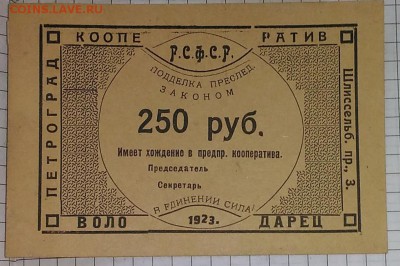 COINS.LAVE.RU
КООПЕ РАТИВ
Р.С.Ф.С.Р.
ПОДДЕЛКА ПРЕСЛЕД.
ЗАКОНОМ
ПЕТРОГРАД
250 руб.
Шлиссельб. пр., 3.
Имеет хождение в предпр. кооператива.
Председатель
Секретарь
В ЕДИНЕНИИ СИЛА!
1923.
ВОЛО ДАРЕЦ